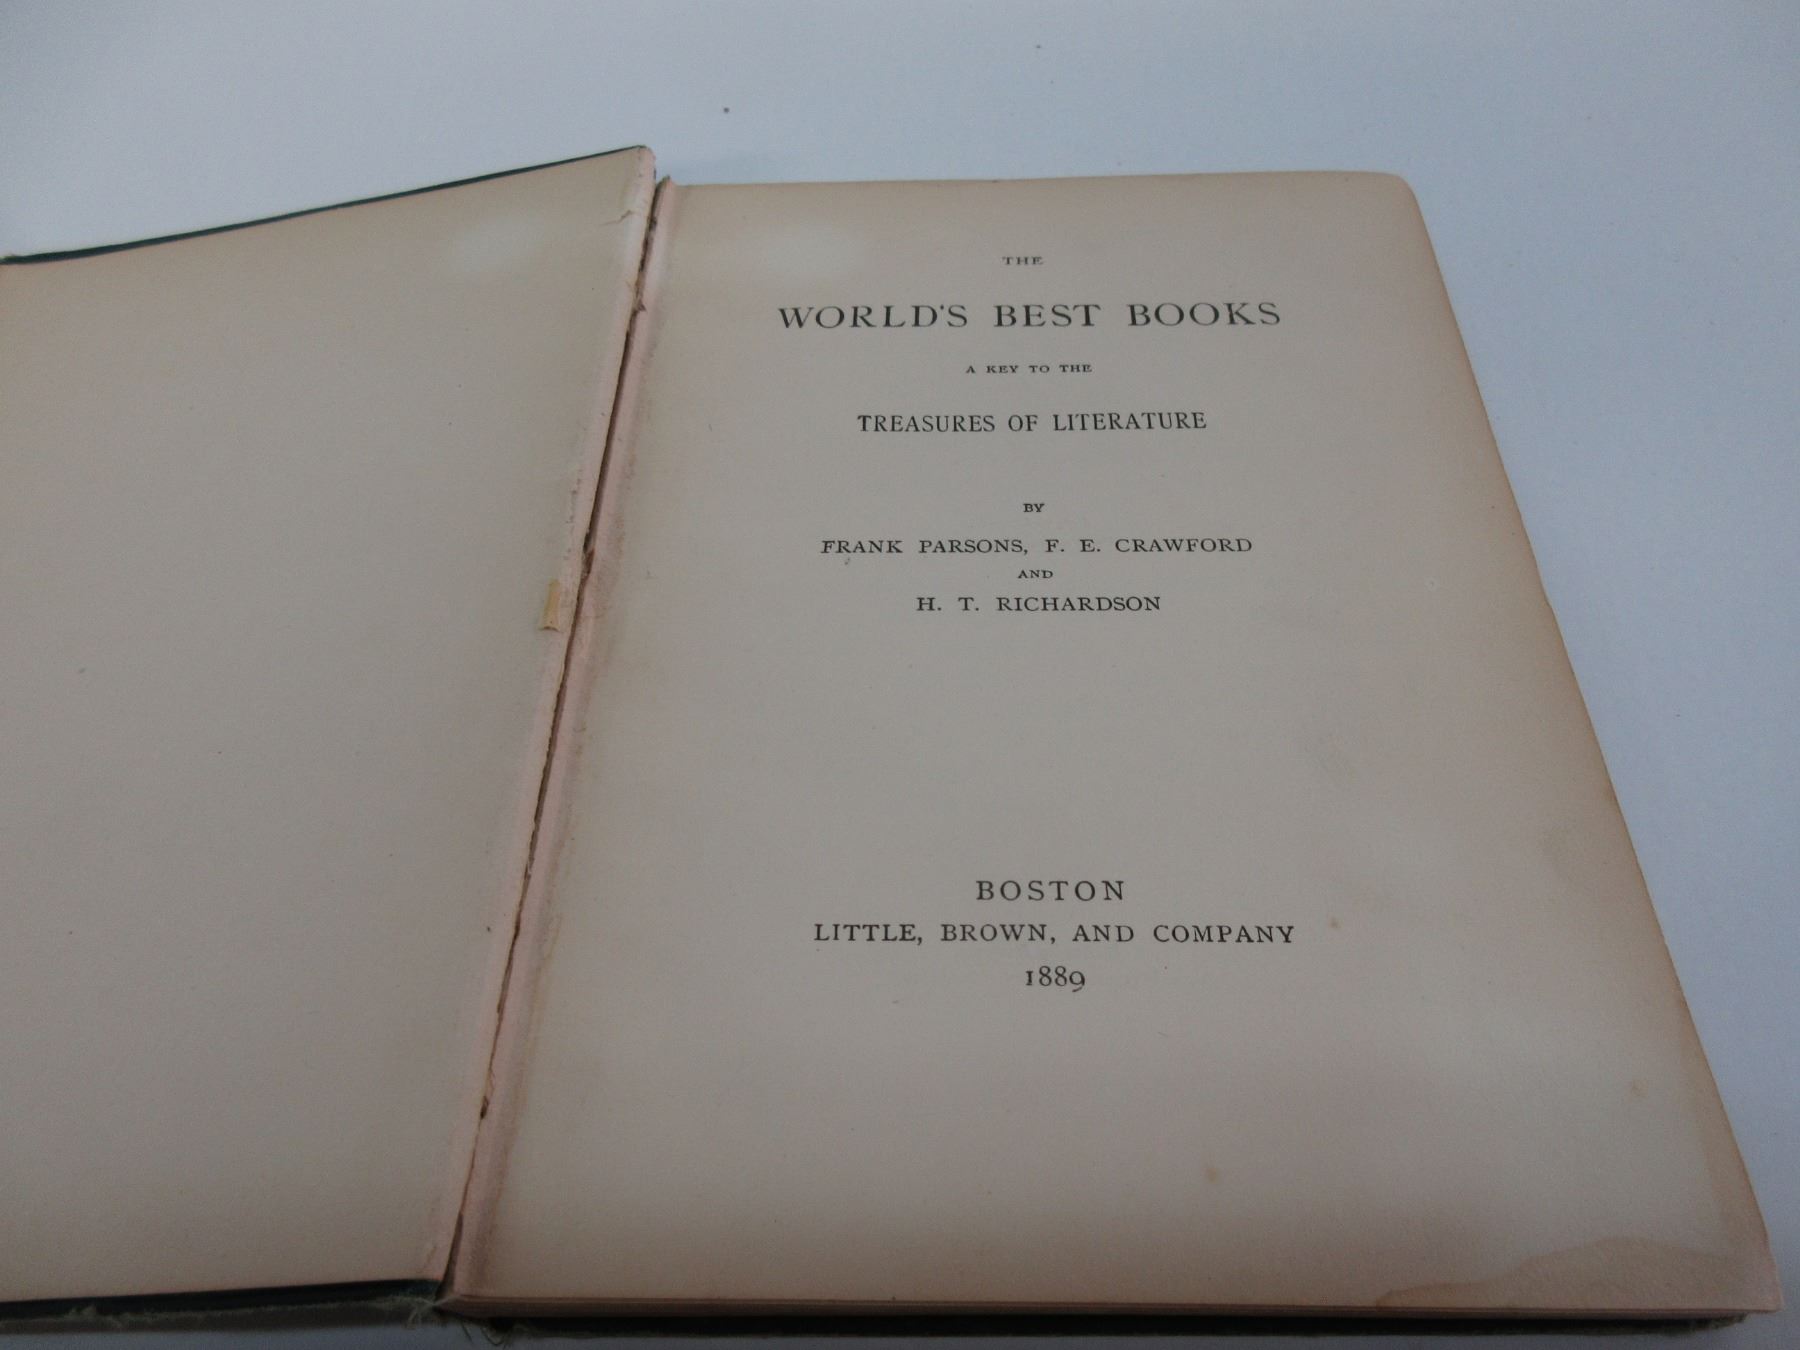 THE
WORLD'S BEST BOOKS
A KEY TO THE
TREASURES OF LITERATURE
BY
FRANK PARSONS, F. E. CRAWFORD
AND
H. T. RICHARDSON
BOSTON
LITTLE, BROWN, AND COMPANY
1889